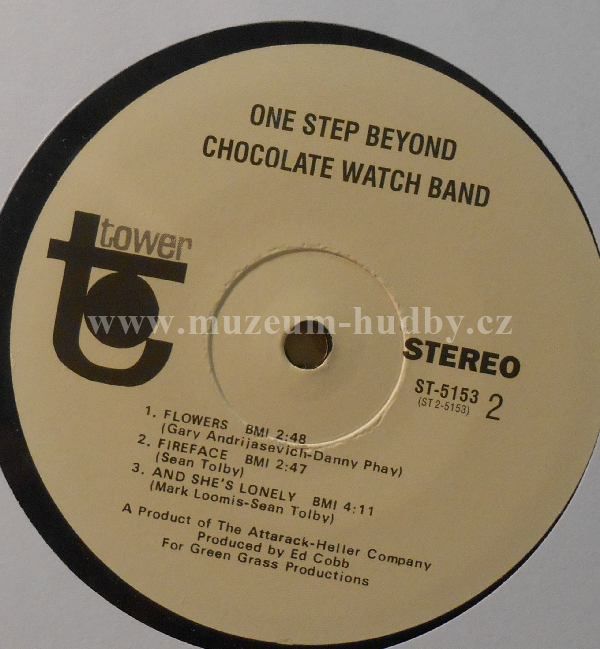 ONE STEP BEYOND
CHOCOLATE WATCH BAND
tower
www.muzeum-hudby.cz
STEREO
ST-5153
(ST 2-5153)
2
1. FLOWERS BMI 2:48
(Gary Andrijasevich-Danny Phay)
2. FIREFACE BMI 2:47
(Sean Tolby)
3. AND SHE'S LONELY BMI 4:11
(Mark Loomis-Sean Tolby)
A Product of The Attarack-Heller Company
Produced by Ed Cobb
For Green Grass Productions